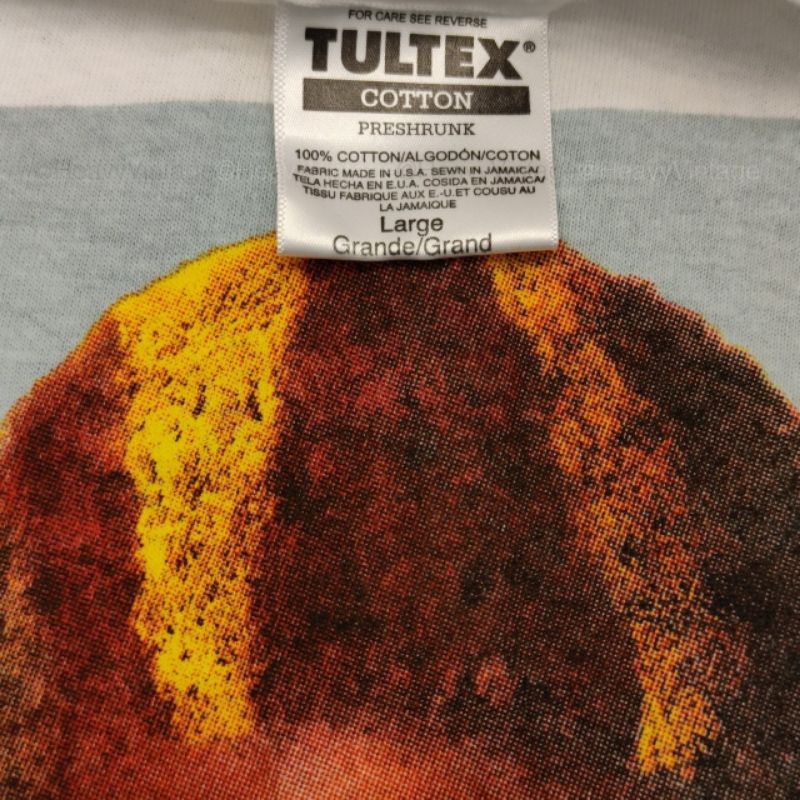 FOR CARE SEE REVERSE
TULTEX®
COTTON
PRESHRUNK
100% COTTON/ALGODÓN/COTON
FABRIC MADE IN U.S.A. SEWN IN JAMAICA/
TELA HECHA EN E.U.A. COSIDA EN JAMAICA/
TISSU FABRIQUE AUX E.-U.ET COUSU AU
LA JAMAIQUE
Large
Grande/Grand